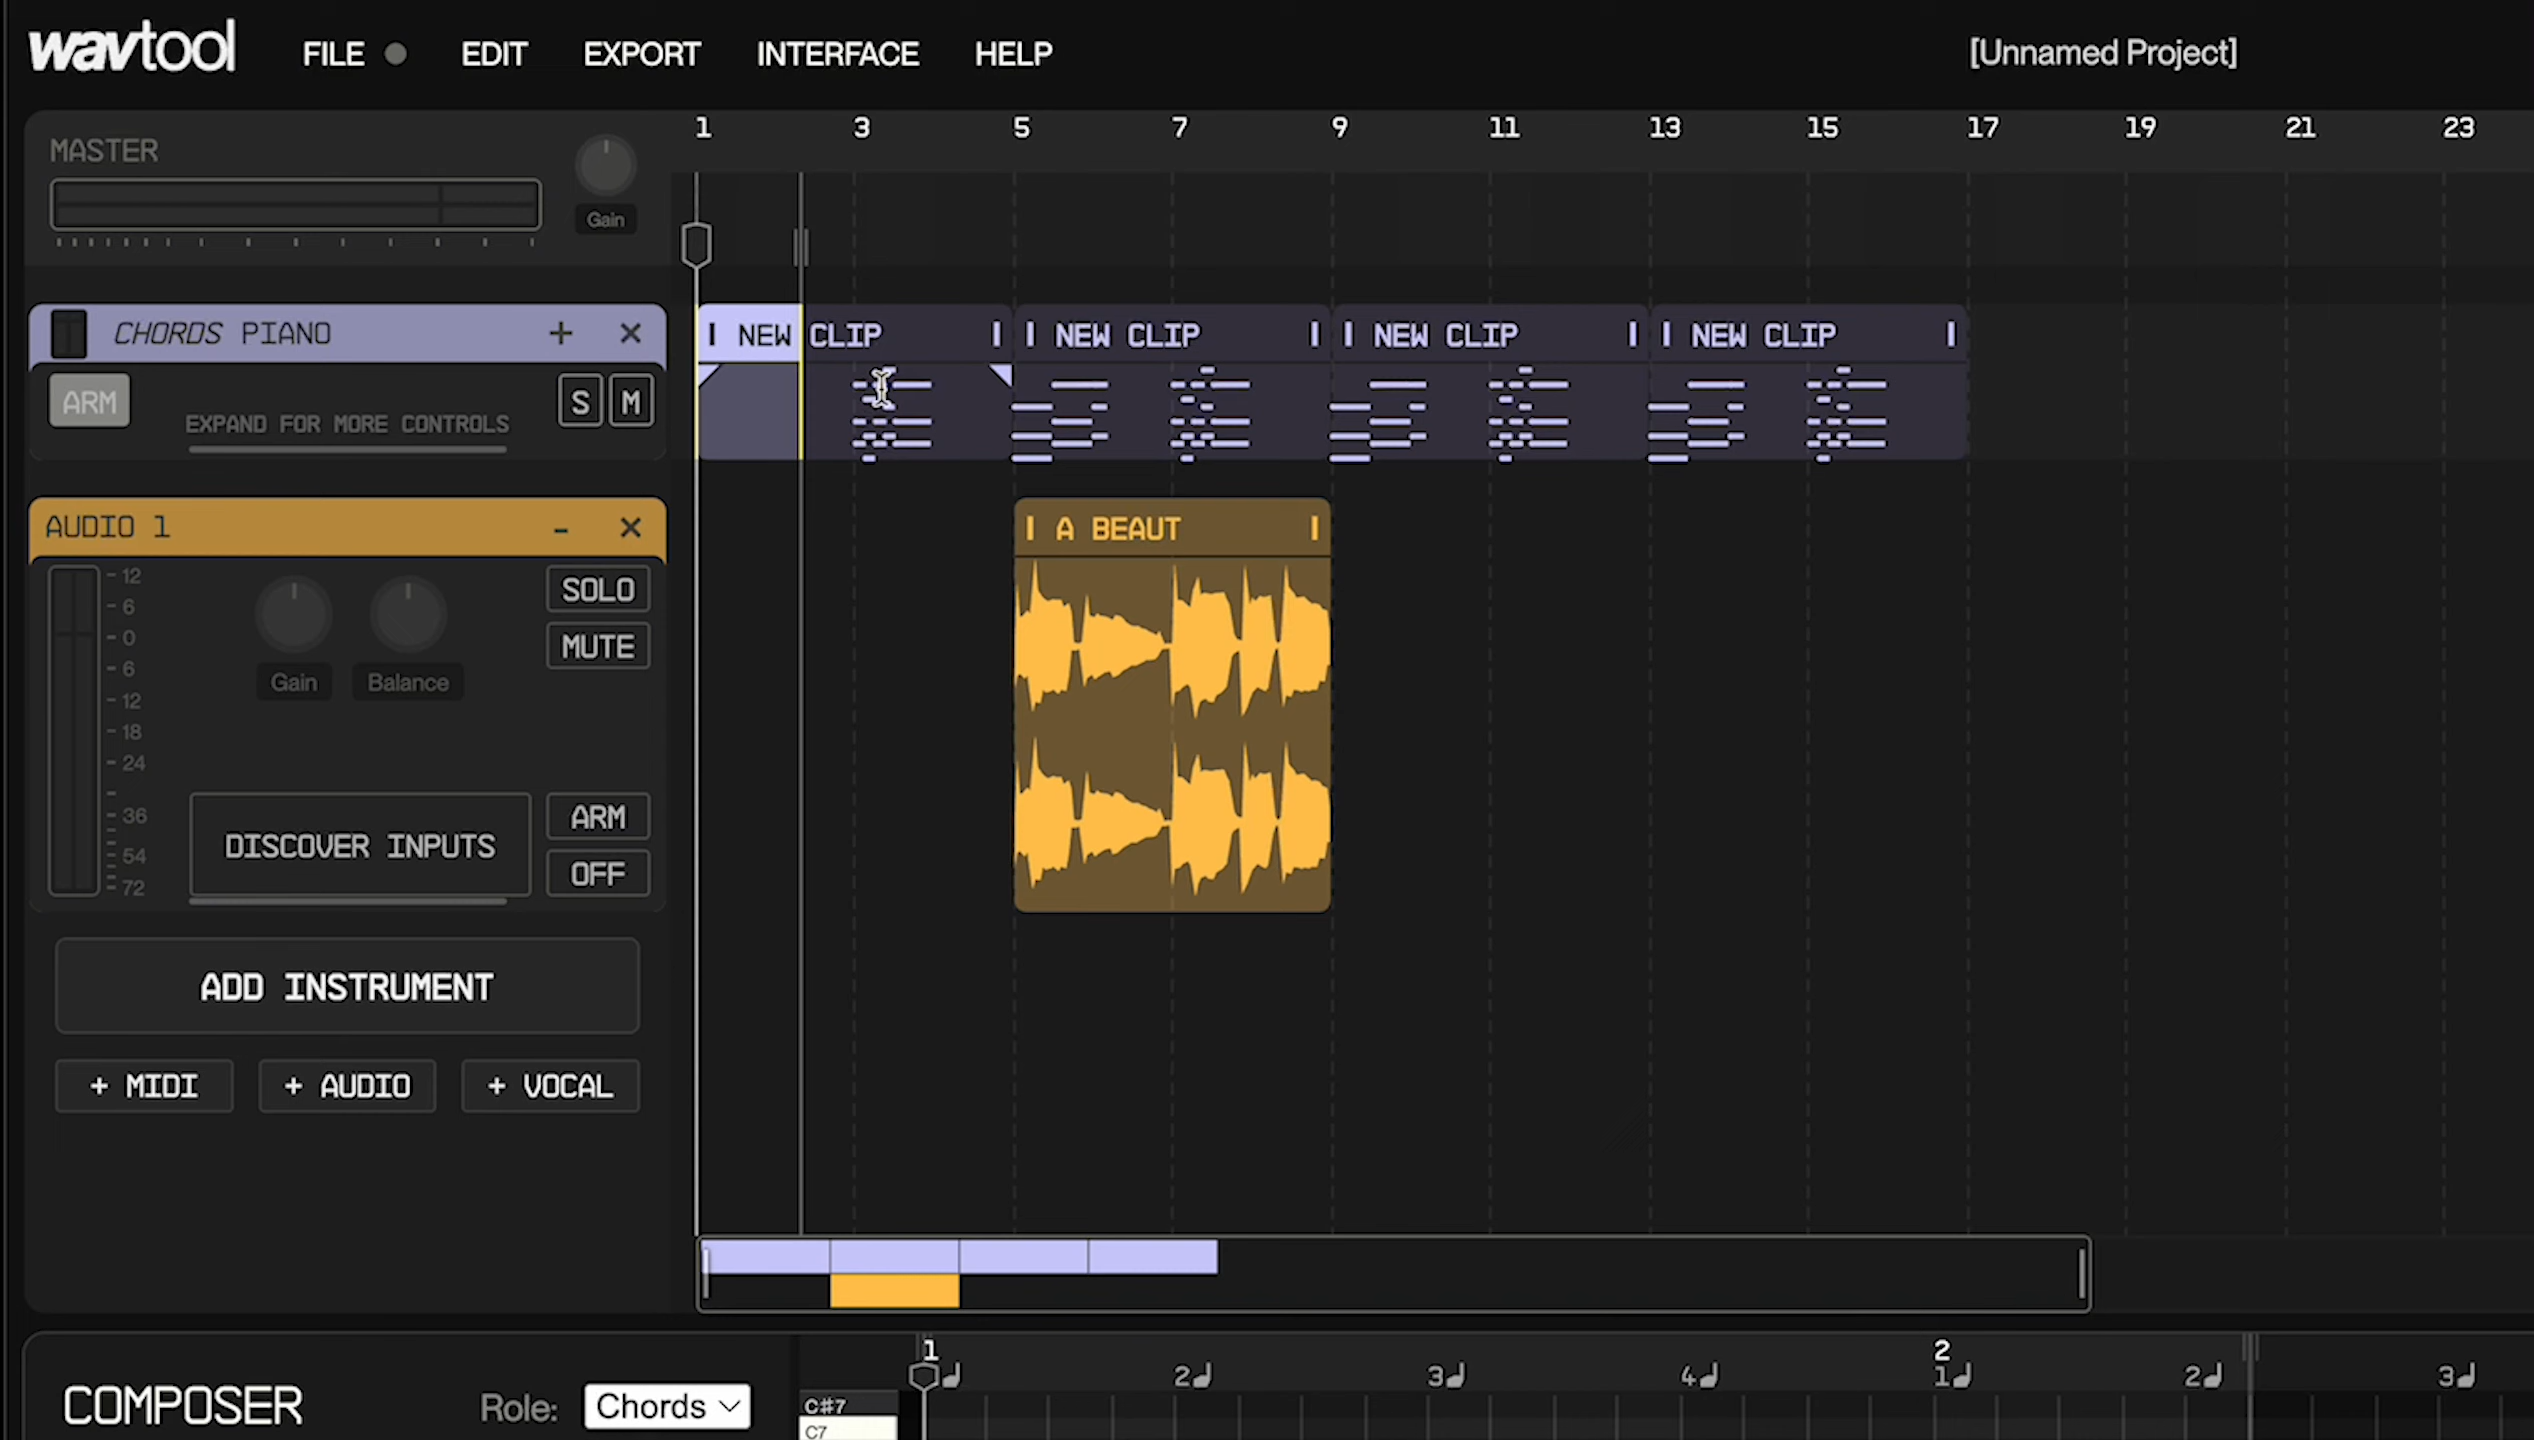 wavtool FILE EDIT EXPORT INTERFACE HELP [Unnamed Project]
1 3 5 7 9 11 13 15 17 19 21 23
MASTER
Gain
CHORDS PIANO + ×
NEW CLIP NEW CLIP NEW CLIP NEW CLIP
ARM S M
EXPAND FOR MORE CONTROLS
AUDIO 1 - ×
A BEAUT
12
6
0
6
12
18
24
36
54
72
Gain Balance
SOLO
MUTE
DISCOVER INPUTS
ARM
OFF
ADD INSTRUMENT
+ MIDI + AUDIO + VOCAL
1 2
2 3 4 1 2 3
COMPOSER Role: Chords
C#7
C7